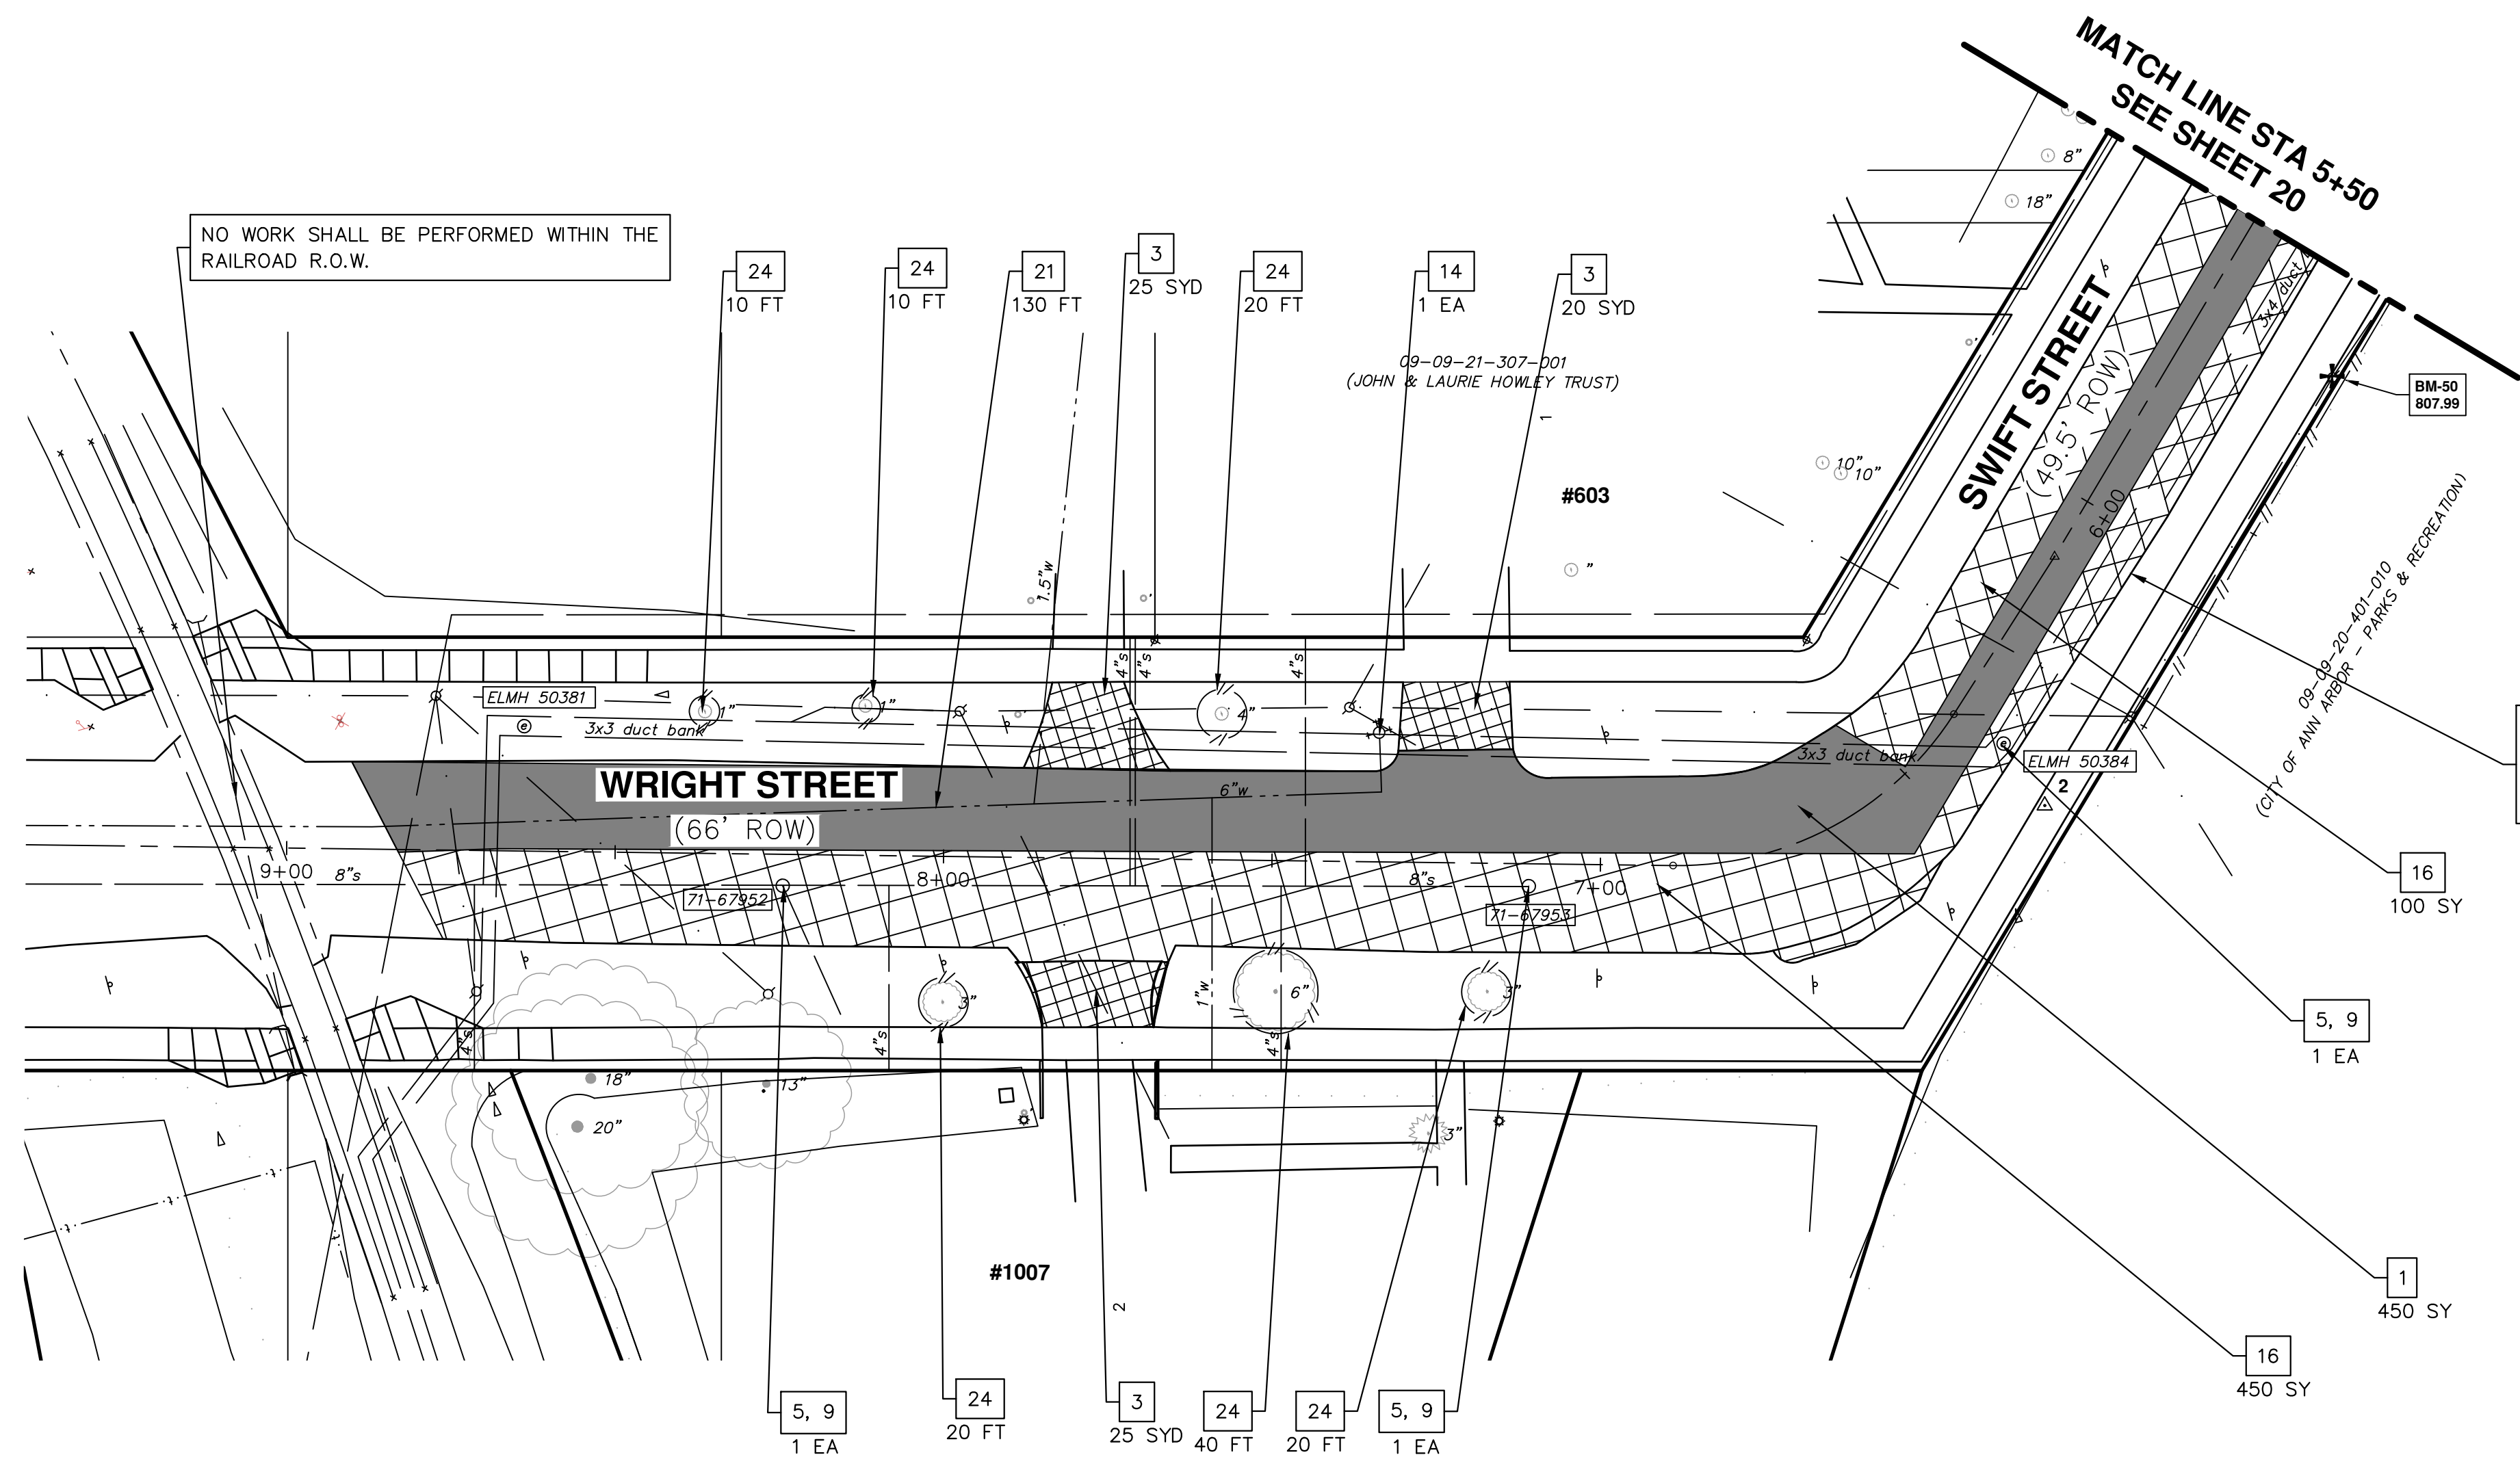 MATCH LINE STA 5+50
SEE SHEET 20
NO WORK SHALL BE PERFORMED WITHIN THE
RAILROAD R.O.W.
24
10 FT
24
10 FT
21
130 FT
3
25 SYD
24
20 FT
14
1 EA
3
20 SYD
8"
18"
09-09-21-307-001
(JOHN & LAURIE HOWLEY TRUST)
1
#603
10"
10"
"
SWIFT STREET
(49.5' ROW)
3x4 duct
6+00
BM-50
807.99
09-09-20-401-010
(CITY OF ANN ARBOR - PARKS & RECREATION)
1.5"w
4"s
4"s
4"s
ELMH 50381
1"
1"
4"
3x3 duct bank
3x3 duct bank
ELMH 50384
2
WRIGHT STREET
(66' ROW)
6"w
9+00
8"s
8+00
8"s
7+00
71-67952
71-67953
16
100 SY
3"
6"
3"
1"w
4"s
4"s
4"s
5, 9
1 EA
18"
13"
20"
3"
#1007
2
1
450 SY
16
450 SY
5, 9
1 EA
24
20 FT
3
25 SYD
24
40 FT
24
20 FT
5, 9
1 EA